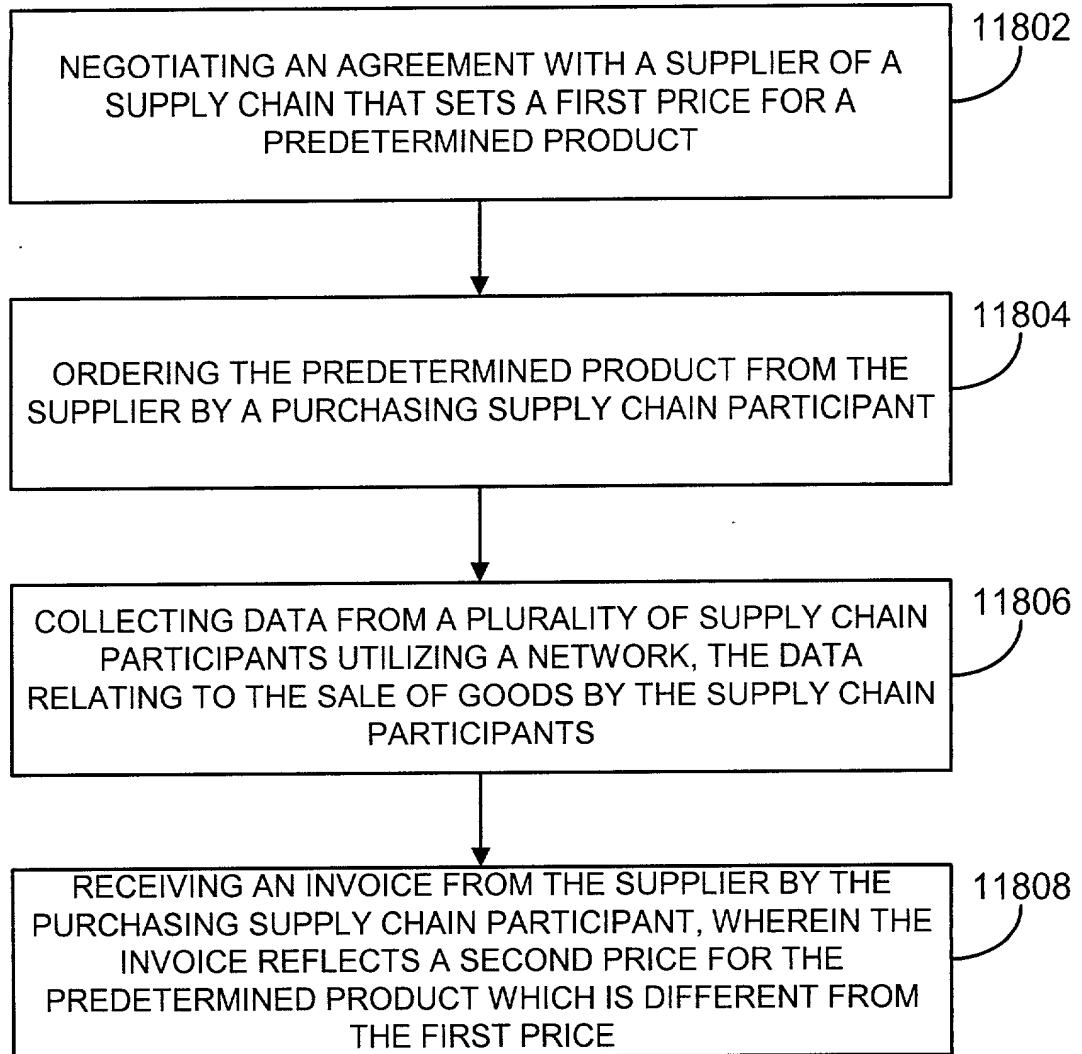 11802
NEGOTIATING AN AGREEMENT WITH A SUPPLIER OF A
SUPPLY CHAIN THAT SETS A FIRST PRICE FOR A
PREDETERMINED PRODUCT
11804
ORDERING THE PREDETERMINED PRODUCT FROM THE
SUPPLIER BY A PURCHASING SUPPLY CHAIN PARTICIPANT
11806
COLLECTING DATA FROM A PLURALITY OF SUPPLY CHAIN
PARTICIPANTS UTILIZING A NETWORK, THE DATA
RELATING TO THE SALE OF GOODS BY THE SUPPLY CHAIN
PARTICIPANTS
11808
RECEIVING AN INVOICE FROM THE SUPPLIER BY THE
PURCHASING SUPPLY CHAIN PARTICIPANT, WHEREIN THE
INVOICE REFLECTS A SECOND PRICE FOR THE
PREDETERMINED PRODUCT WHICH IS DIFFERENT FROM
THE FIRST PRICE